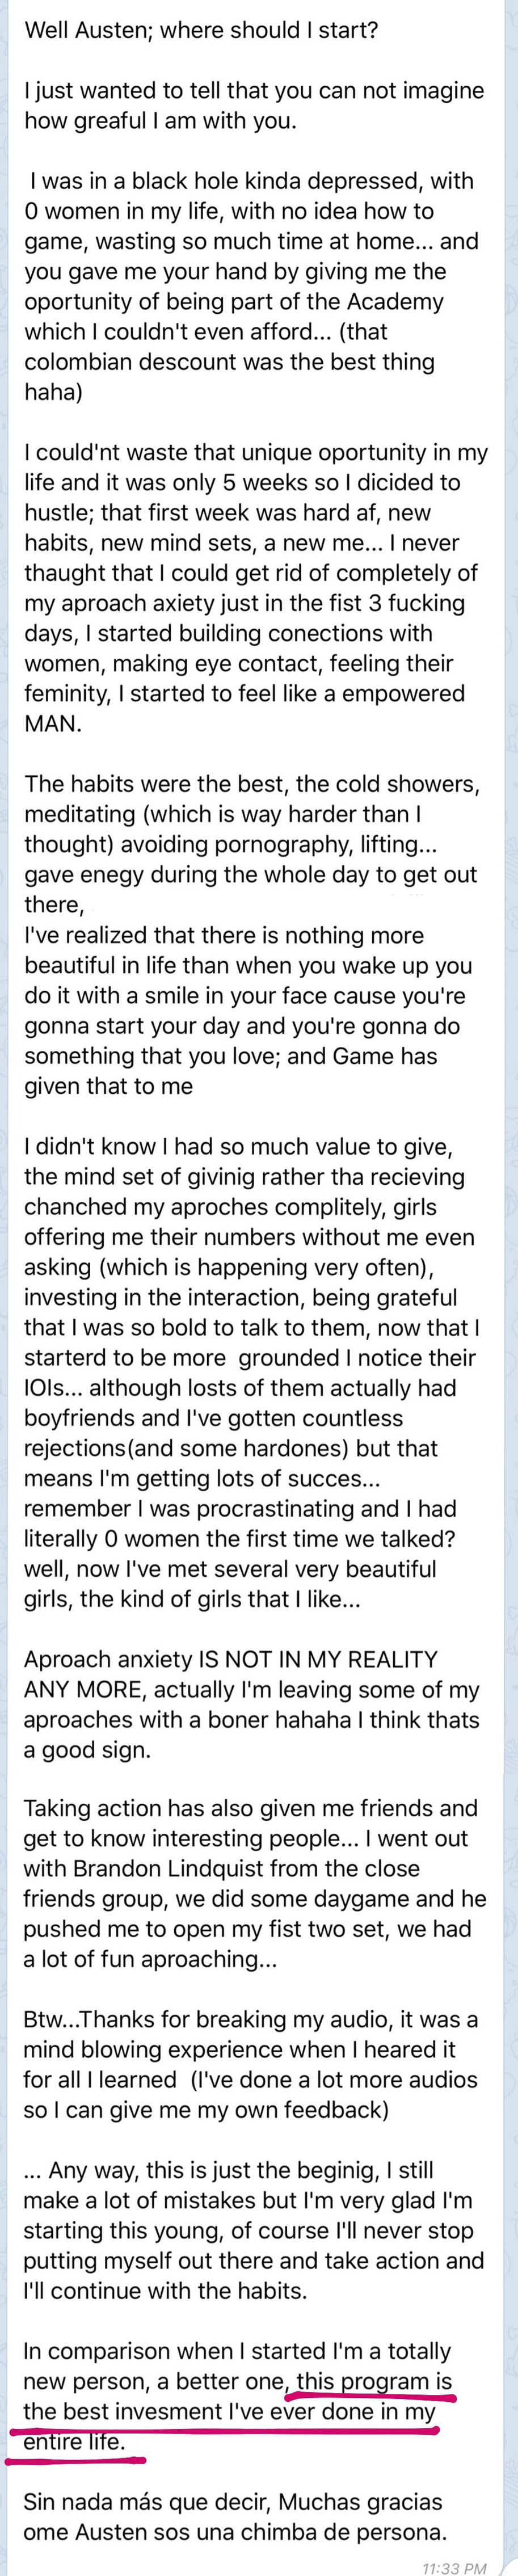 Well Austen; where should I start?
I just wanted to tell that you can not imagine
how greaful I am with you.
I was in a black hole kinda depressed, with
0 women in my life, with no idea how to
game, wasting so much time at home... and
you gave me your hand by giving me the
oportunity of being part of the Academy
which I couldn't even afford... (that
colombian descount was the best thing
haha)
I could'nt waste that unique oportunity in my
life and it was only 5 weeks so I dicided to
hustle; that first week was hard af, new
habits, new mind sets, a new me... I never
thaught that I could get rid of completely of
my aproach axiety just in the fist 3 fucking
days, I started building conections with
women, making eye contact, feeling their
feminity, I started to feel like a empowered
MAN.
The habits were the best, the cold showers,
meditating (which is way harder than I
thought) avoiding pornography, lifting...
gave enegy during the whole day to get out
there,
I've realized that there is nothing more
beautiful in life than when you wake up you
do it with a smile in your face cause you're
gonna start your day and you're gonna do
something that you love; and Game has
given that to me
I didn't know I had so much value to give,
the mind set of givinig rather tha recieving
chanched my aproches complitely, girls
offering me their numbers without me even
asking (which is happening very often),
investing in the interaction, being grateful
that I was so bold to talk to them, now that I
starterd to be more  grounded I notice their
IOIs... although losts of them actually had
boyfriends and I've gotten countless
rejections(and some hardones) but that
means I'm getting lots of succes...
remember I was procrastinating and I had
literally 0 women the first time we talked?
well, now I've met several very beautiful
girls, the kind of girls that I like...
Aproach anxiety IS NOT IN MY REALITY
ANY MORE, actually I'm leaving some of my
aproaches with a boner hahaha I think thats
a good sign.
Taking action has also given me friends and
get to know interesting people... I went out
with Brandon Lindquist from the close
friends group, we did some daygame and he
pushed me to open my fist two set, we had
a lot of fun aproaching...
Btw...Thanks for breaking my audio, it was a
mind blowing experience when I heared it
for all I learned  (I've done a lot more audios
so I can give me my own feedback)
... Any way, this is just the beginig, I still
make a lot of mistakes but I'm very glad I'm
starting this young, of course I'll never stop
putting myself out there and take action and
I'll continue with the habits.
In comparison when I started I'm a totally
new person, a better one, this program is
the best invesment I've ever done in my
entire life.
Sin nada más que decir, Muchas gracias
ome Austen sos una chimba de persona.
11:33 PM